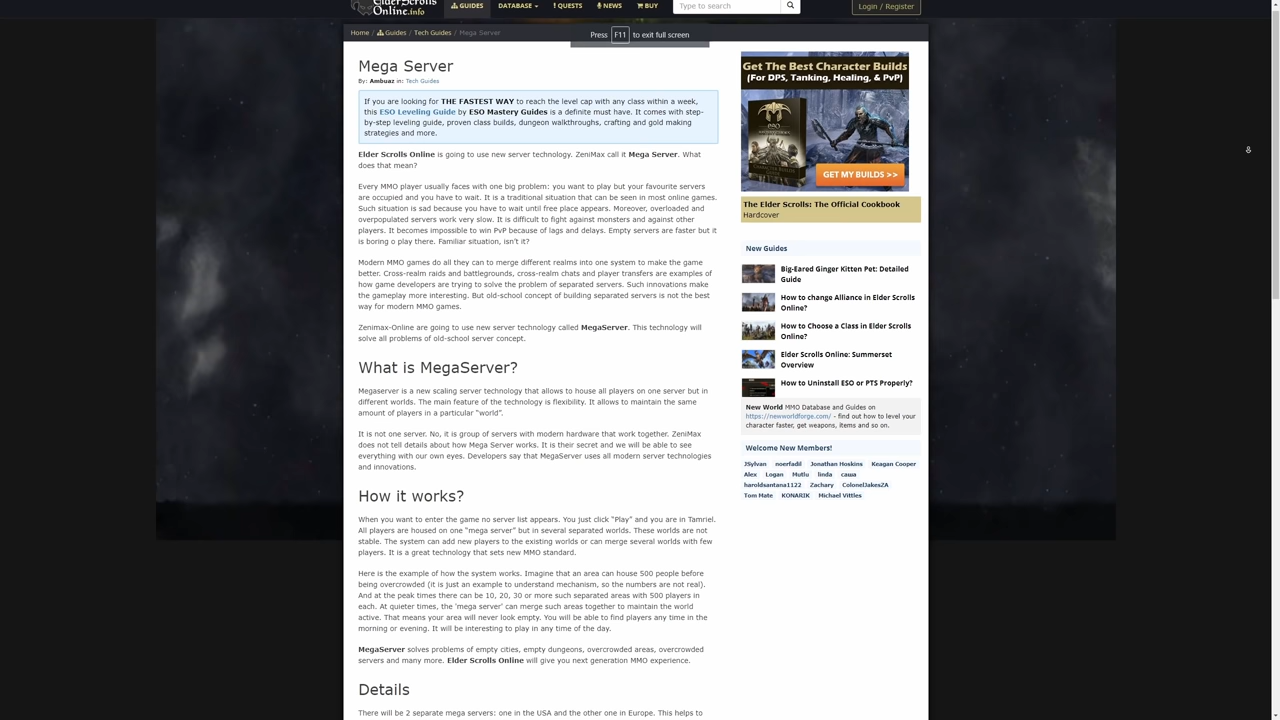 ElderScrolls
Online.info
GUIDES
DATABASE
! QUESTS
NEWS
BUY
Type to search
Login / Register
Home / Guides / Tech Guides / Mega Server
Press F11 to exit full screen
Mega Server
By: Ambuaz in: Tech Guides
If you are looking for THE FASTEST WAY to reach the level cap with any class within a week,
this ESO Leveling Guide by ESO Mastery Guides is a definite must have. It comes with step-
by-step leveling guide, proven class builds, dungeon walkthroughs, crafting and gold making
strategies and more.
Elder Scrolls Online is going to use new server technology. ZeniMax call it Mega Server. What
does that mean?
Every MMO player usually faces with one big problem: you want to play but your favourite servers
are occupied and you have to wait. It is a traditional situation that can be seen in most online games.
Such situation is sad because you have to wait until free place appears. Moreover, overloaded and
overpopulated servers work very slow. It is difficult to fight against monsters and against other
players. It becomes impossible to win PvP because of lags and delays. Empty servers are faster but it
is boring o play there. Familiar situation, isn't it?
Modern MMO games do all they can to merge different realms into one system to make the game
better. Cross-realm raids and battlegrounds, cross-realm chats and player transfers are examples of
how game developers are trying to solve the problem of separated servers. Such innovations make
the gameplay more interesting. But old-school concept of building separated servers is not the best
way for modern MMO games.
Zenimax-Online are going to use new server technology called MegaServer. This technology will
solve all problems of old-school server concept.
What is MegaServer?
Megaserver is a new scaling server technology that allows to house all players on one server but in
different worlds. The main feature of the technology is flexibility. It allows to maintain the same
amount of players in a particular "world".
It is not one server. No, it is group of servers with modern hardware that work together. ZeniMax
does not tell details about how Mega Server works. It is their secret and we will be able to see
everything with our own eyes. Developers say that MegaServer uses all modern server technologies
and innovations.
How it works?
When you want to enter the game no server list appears. You just click "Play" and you are in Tamriel.
All players are housed on one "mega server" but in several separated worlds. These worlds are not
stable. The system can add new players to the existing worlds or can merge several worlds with few
players. It is a great technology that sets new MMO standard.
Here is the example of how the system works. Imagine that an area can house 500 people before
being overcrowded (it is just an example to understand mechanism, so the numbers are not real).
And at the peak times there can be 10, 20, 30 or more such separated areas with 500 players in
each. At quieter times, the 'mega server' can merge such areas together to maintain the world
active. That means your area will never look empty. You will be able to find players any time in the
morning or evening. It will be interesting to play in any time of the day.
MegaServer solves problems of empty cities, empty dungeons, overcrowded areas, overcrowded
servers and many more. Elder Scrolls Online will give you next generation MMO experience.
Details
There will be 2 separate mega servers: one in the USA and the other one in Europe. This helps to
Get The Best Character Builds
(For DPS, Tanking, Healing, & PvP)
GET MY BUILDS >>
The Elder Scrolls: The Official Cookbook
Hardcover
New Guides
Big-Eared Ginger Kitten Pet: Detailed
Guide
How to change Alliance in Elder Scrolls
Online?
How to Choose a Class in Elder Scrolls
Online?
Elder Scrolls Online: Summerset
Overview
How to Uninstall ESO or PTS Properly?
New World MMO Database and Guides on
https://newworldforge.com/ - find out how to level your
character faster, get weapons, items and so on.
Welcome New Members!
JSylvan noerfadil Jonathan Hoskins Keagan Cooper
Alex Logan Mutlu linda саша
haroldsantana1122 Zachary ColonelJakesZA
Tom Mate KONARIK Michael Vittles